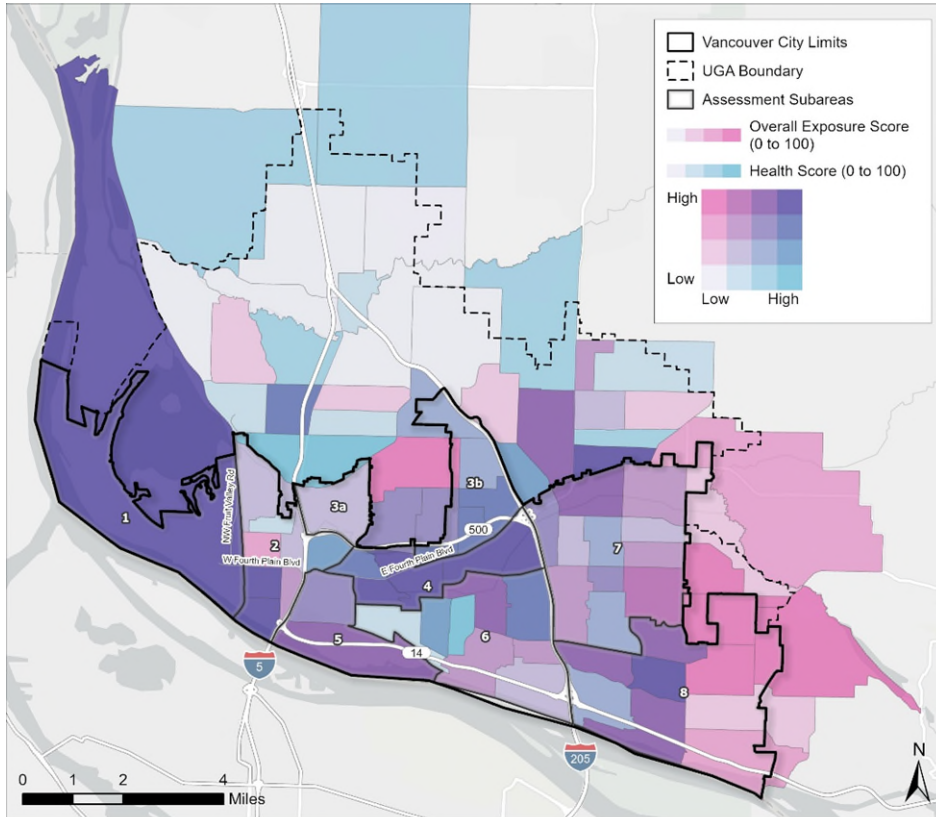 Vancouver City Limits
UGA Boundary
Assessment Subareas
Overall Exposure Score
(0 to 100)
Health Score (0 to 100)
High
Low
Low
High
1
NW Fruit Valley Rd
2
W Fourth Plain Blvd
3a
3b
500
E Fourth Plain Blvd
4
7
5
6
14
8
5
205
0
1
2
4
Miles
N